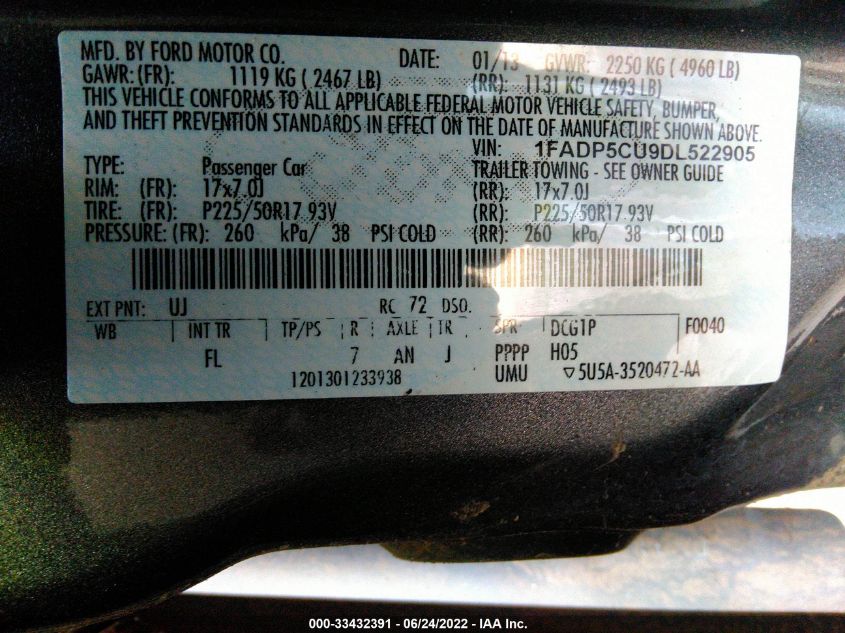 MFD. BY FORD MOTOR CO. DATE: 01/13 GVWR: 2250 KG ( 4960 LB)
GAWR:(FR): 1119 KG ( 2467 LB) (RR): 1131 KG ( 2493 LB)
THIS VEHICLE CONFORMS TO ALL APPLICABLE FEDERAL MOTOR VEHICLE SAFETY, BUMPER,
AND THEFT PREVENTION STANDARDS IN EFFECT ON THE DATE OF MANUFACTURE SHOWN ABOVE.
VIN: 1FADP5CU9DL522905
TYPE: Passenger Car TRAILER TOWING - SEE OWNER GUIDE
RIM: (FR): 17x7.0J (RR): 17x7.0J
TIRE: (FR): P225/50R17 93V (RR): P225/50R17 93V
PRESSURE: (FR): 260 kPa/ 38 PSI COLD (RR): 260 kPa/ 38 PSI COLD
EXT PNT: UJ RC 72 DSO.
WB INT TR TP/PS R AXLE TR SPR DCG1P F0040
FL 7 AN J PPPP H05
1201301233938 UMU ▽5U5A-3520472-AA
000-33432391 - 06/24/2022 - IAA Inc.